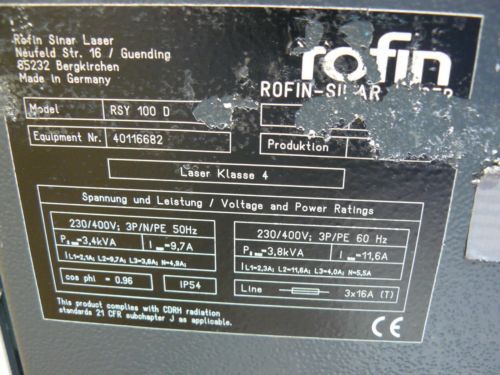 Rofin Sinar Laser
Neufeld Str. 16 / Guending
85232 Bergkirchen
Made in Germany
rofin
ROFIN-SINAR
Model RSY 100 D
Equipment Nr. 40116682
Produktion
Laser Klasse 4
Spannung und Leistung / Voltage and Power Ratings
230/400V; 3P/N/PE 50Hz
P =3,4kVA I =9,7A
IL1=2,1A; L2=9,7A; L3=3,6A; N=4,9A;
cos phi = 0.96
IP54
230/400V; 3P/PE 60 Hz
P =3,8kVA I =11,6A
IL1=2,3A; L2=11,6A; L3=4,0A; N=5,5A
Line 3x16A (T)
This product complies with CDRH radiation
standards 21 CFR subchapter J as applicable.
CE